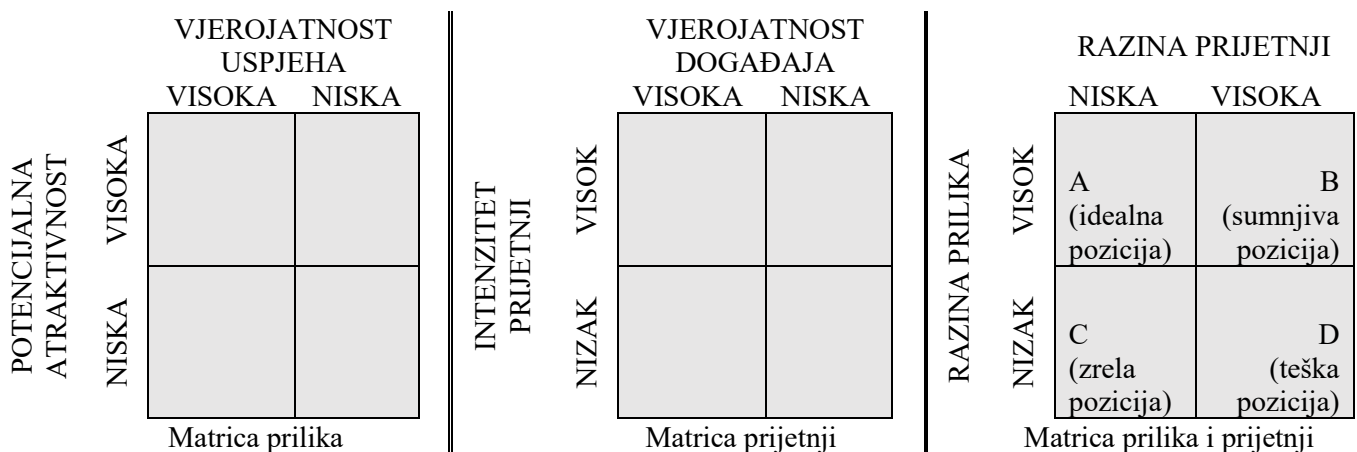 VJEROJATNOST
USPJEHA
VISOKA NISKA
POTENCIJALNA
ATRAKTIVNOST
VISOKA
NISKA
Matrica prilika
VJEROJATNOST
DOGAĐAJA
VISOKA NISKA
INTENZITET
PRIJETNJI
VISOK
NIZAK
Matrica prijetnji
RAZINA PRIJETNJI
NISKA VISOKA
RAZINA PRILIKA
VISOK
NIZAK
A
(idealna
pozicija)
B
(sumnjiva
pozicija)
C
(zrela
pozicija)
D
(teška
pozicija)
Matrica prilika i prijetnji